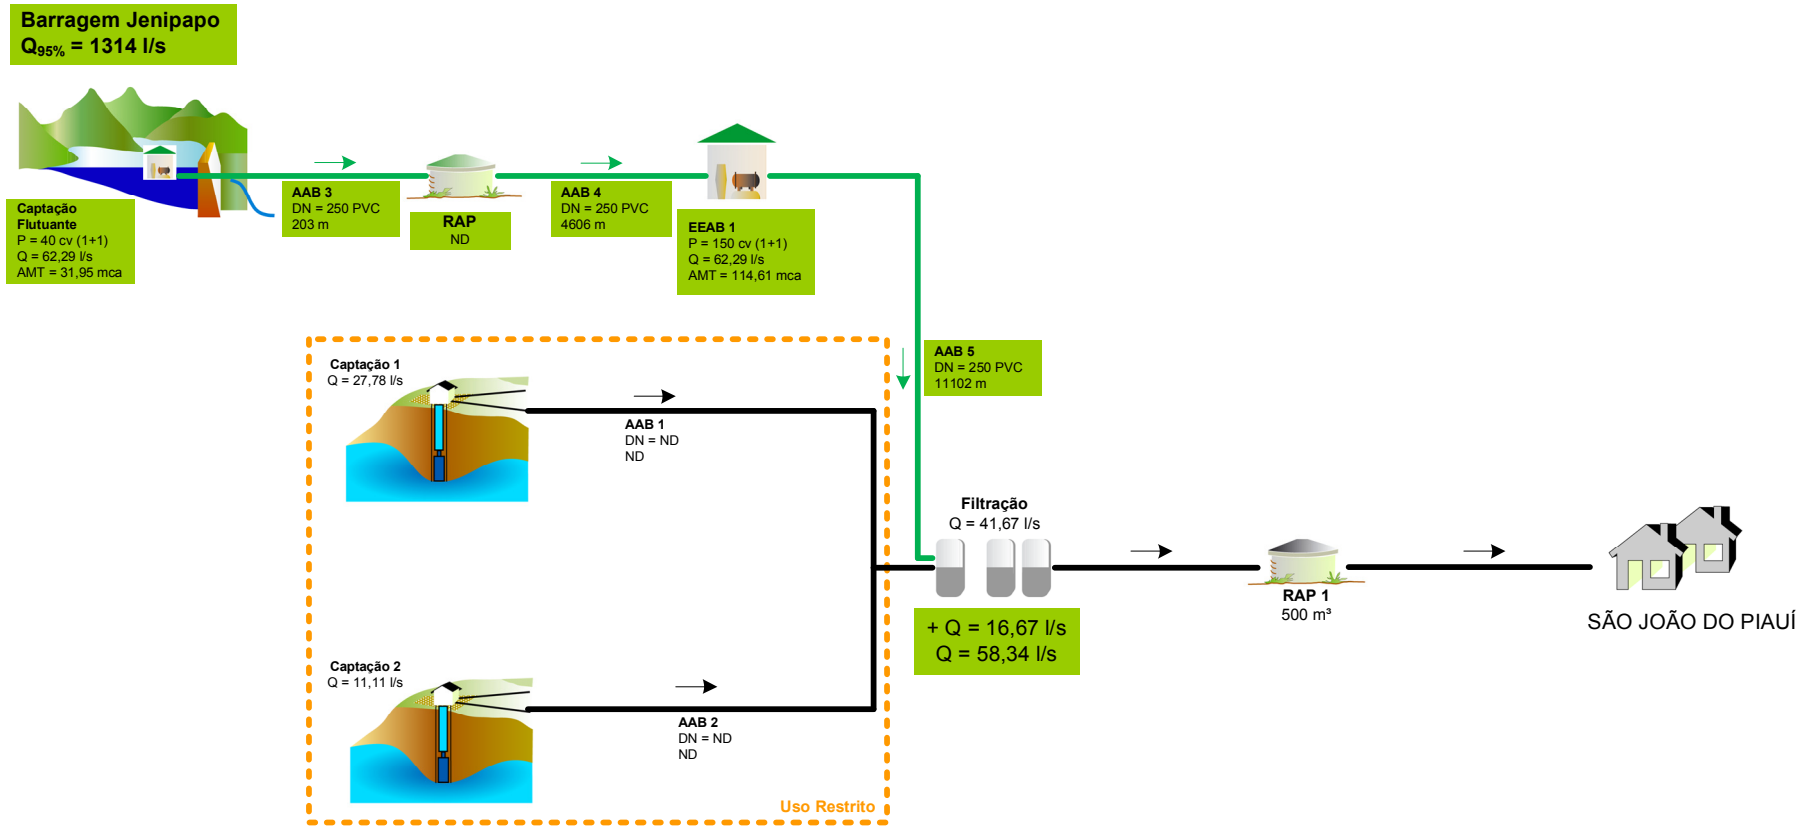 Barragem Jenipapo
Q95% = 1314 l/s
Captação
Flutuante
P = 40 cv (1+1)
Q = 62,29 l/s
AMT = 31,95 mca
AAB 3
DN = 250 PVC
203 m
RAP
ND
AAB 4
DN = 250 PVC
4606 m
EEAB 1
P = 150 cv (1+1)
Q = 62,29 l/s
AMT = 114,61 mca
AAB 5
DN = 250 PVC
11102 m
Captação 1
Q = 27,78 l/s
AAB 1
DN = ND
ND
Filtração
Q = 41,67 l/s
+ Q = 16,67 l/s
Q = 58,34 l/s
RAP 1
500 m³
SÃO JOÃO DO PIAUÍ
Captação 2
Q = 11,11 l/s
AAB 2
DN = ND
ND
Uso Restrito